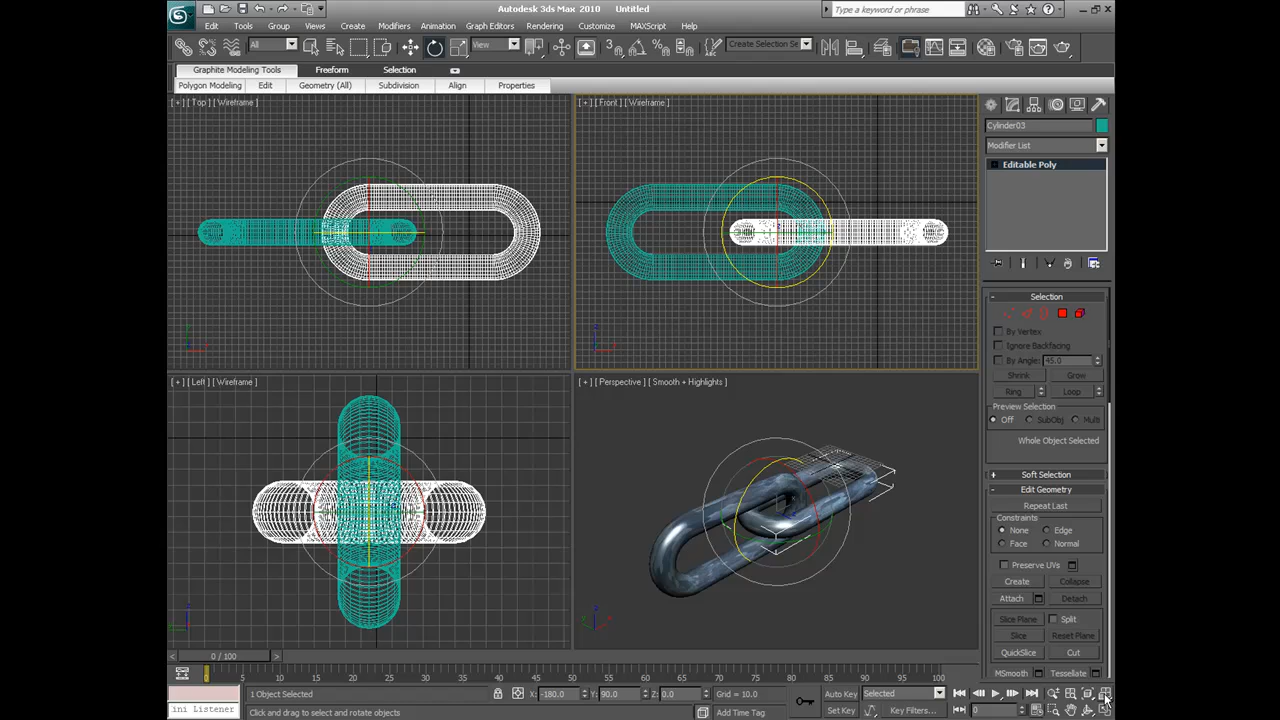 Autodesk 3ds Max 2010 Untitled
Type a keyword or phrase
Edit Tools Group Views Create Modifiers Animation Graph Editors Rendering Customize MAXScript Help
All View Create Selection Se
Graphite Modeling Tools Freeform Selection
Polygon Modeling Edit Geometry (All) Subdivision Align Properties
[ + ] [ Top ] [ Wireframe ]
[ + ] [ Front ] [ Wireframe ]
[ + ] [ Left ] [ Wireframe ]
[ + ] [ Perspective ] [ Smooth + Highlights ]
Cylinder03
Modifier List
Editable Poly
- Selection
By Vertex
Ignore Backfacing
By Angle: 45.0
Shrink Grow
Ring Loop
Preview Selection
Off SubObj Multi
Whole Object Selected
+ Soft Selection
- Edit Geometry
Repeat Last
Constraints
None Edge
Face Normal
Preserve UVs
Create Collapse
Attach Detach
Slice Plane Split
Slice Reset Plane
QuickSlice Cut
MSmooth Tessellate
< 0 / 100 >
0 5 10 15 20 25 30 35 40 45 50 55 60 65 70 75 80 85 90 95 100
1 Object Selected X: -180.0 Y: 90.0 Z: 0.0 Grid = 10.0 Auto Key Selected
ini Listener Click and drag to select and rotate objects Add Time Tag Set Key Key Filters... 0